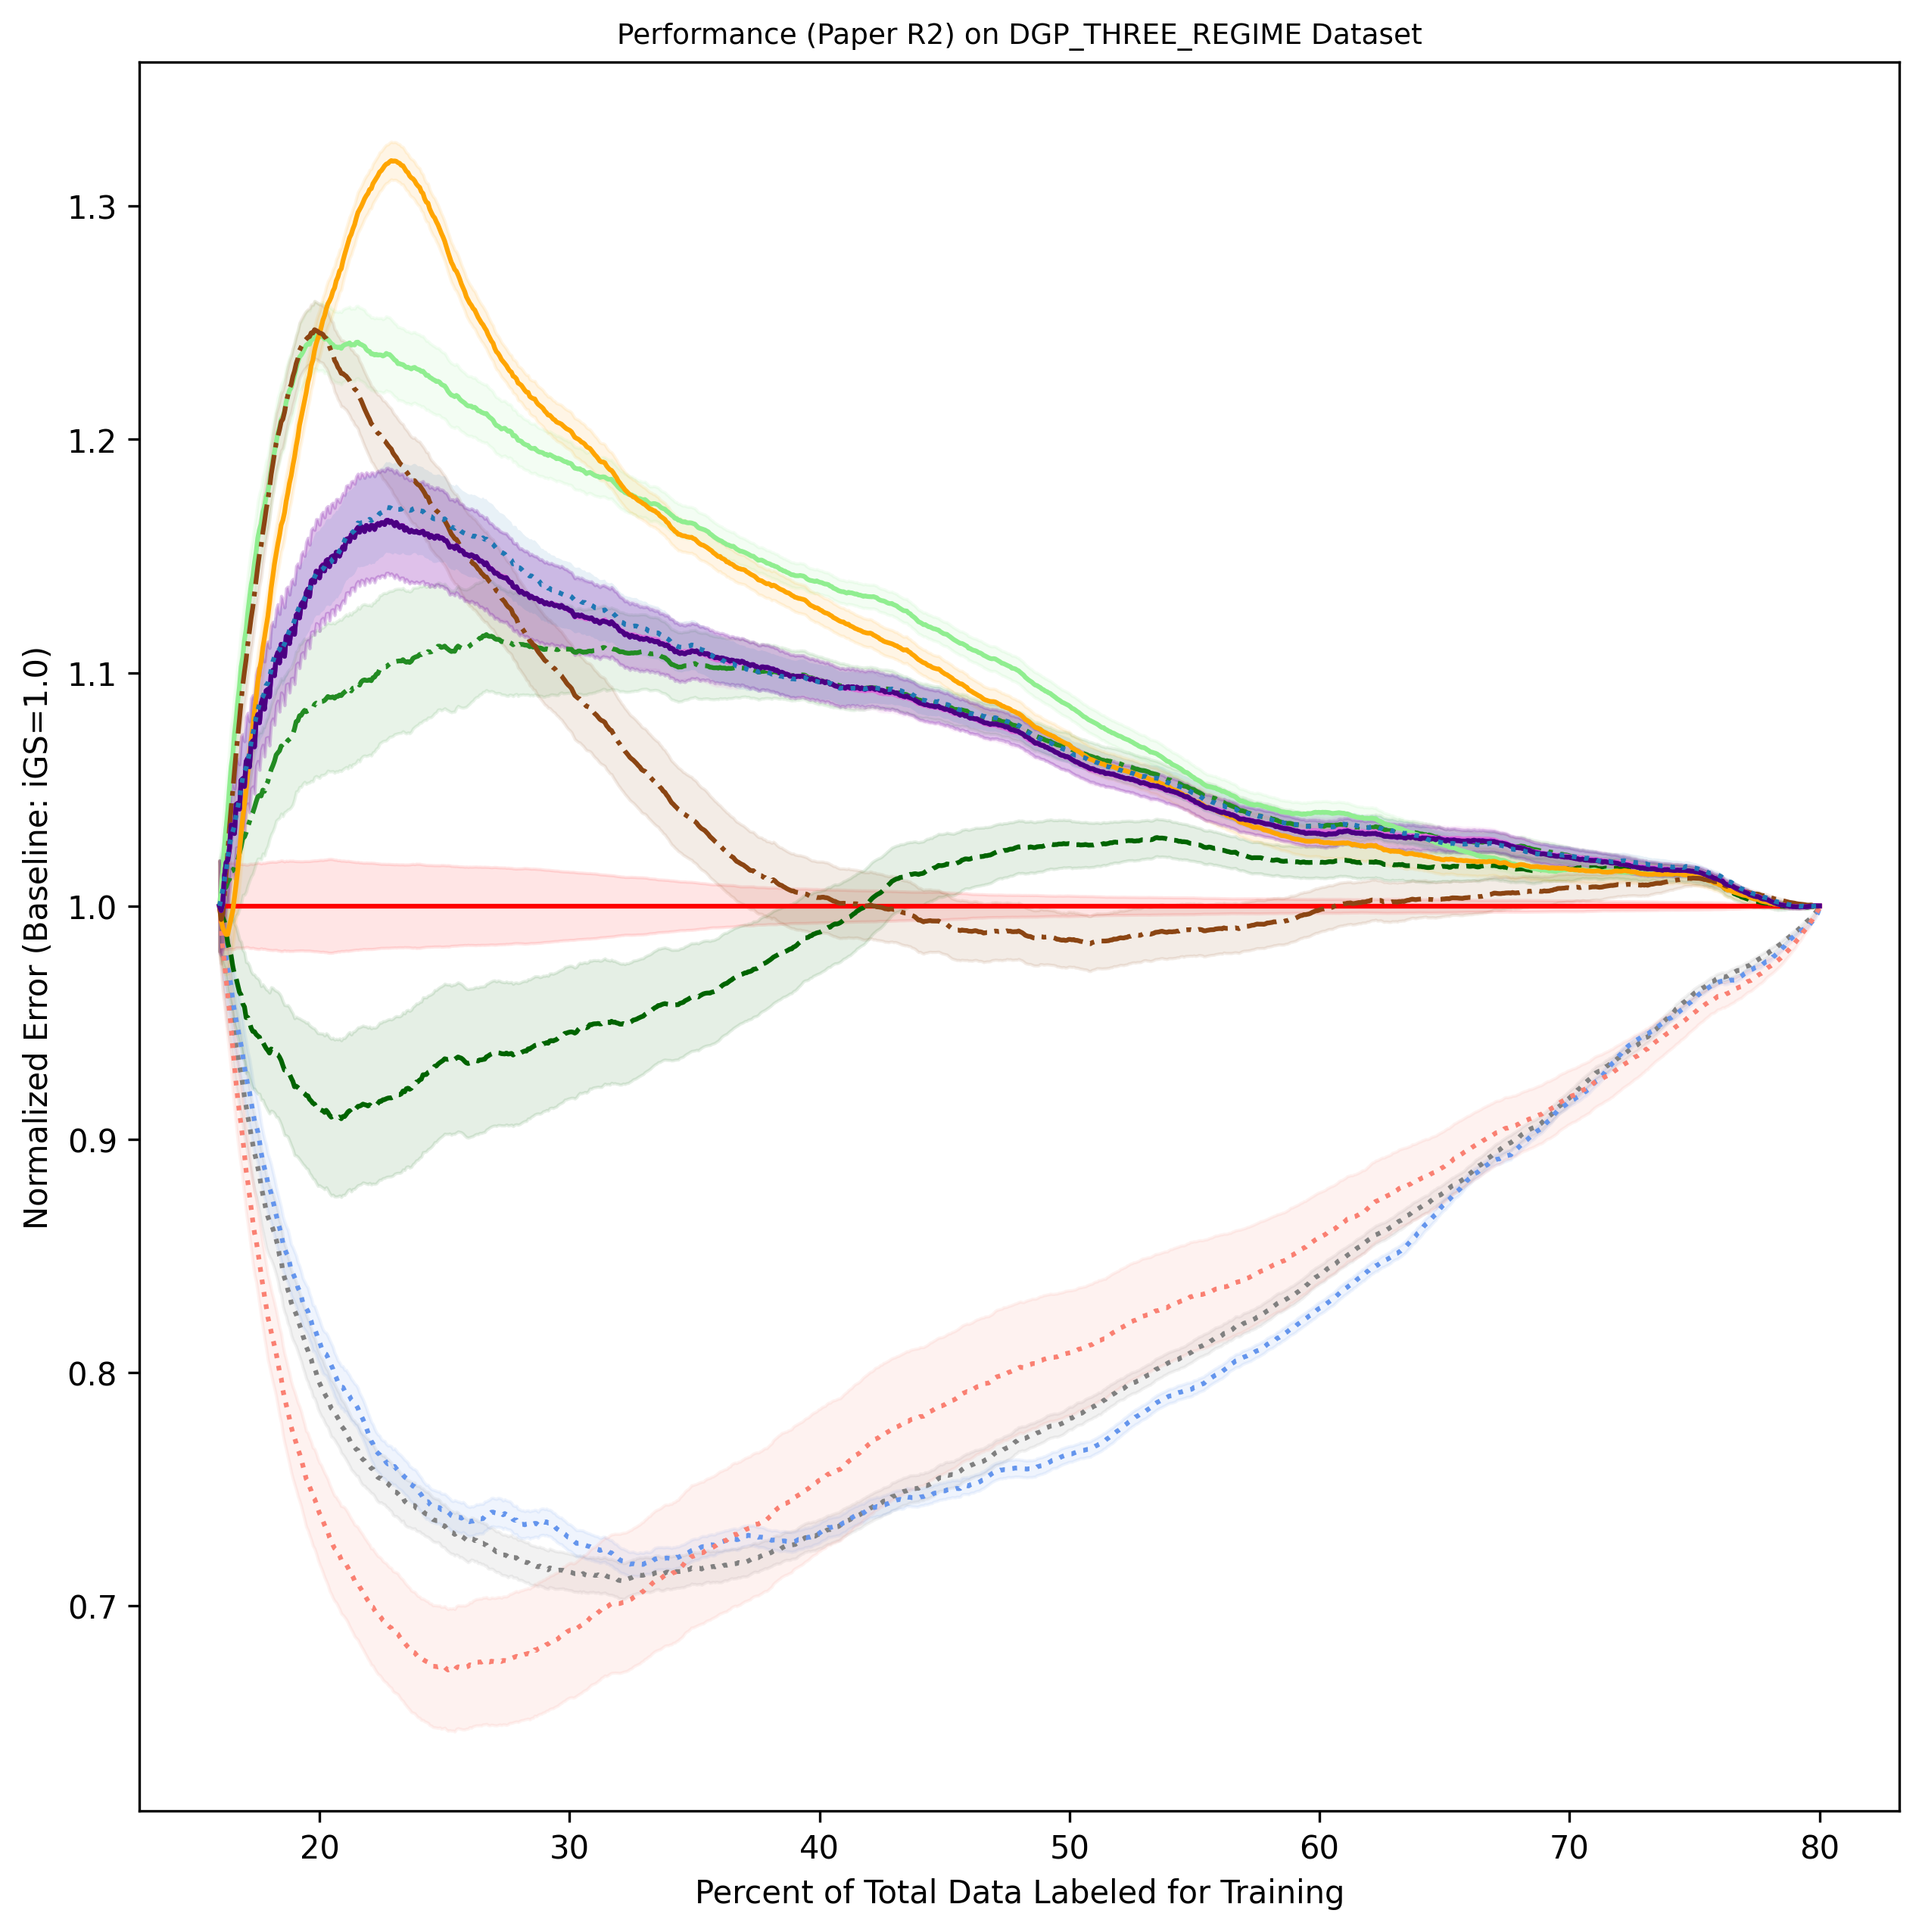 Performance (Paper R2) on DGP_THREE_REGIME Dataset
Normalized Error (Baseline: iGS=1.0)
1.3
1.2
1.1
1.0
0.9
0.8
0.7
20 30 40 50 60 70 80
Percent of Total Data Labeled for Training